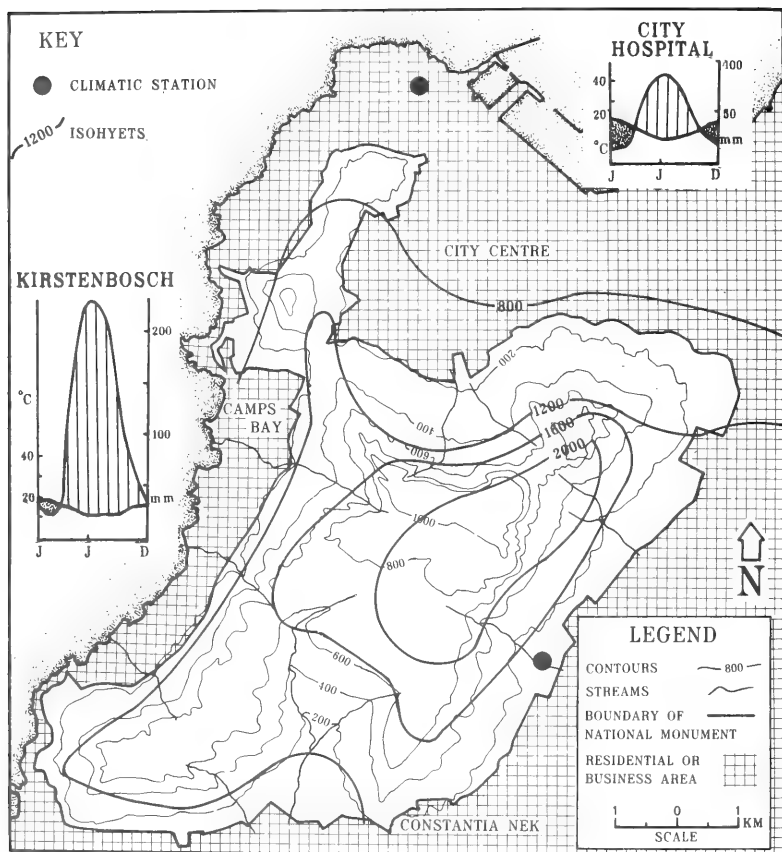 KEY
CLIMATIC STATION
1200
ISOHYETS
CITY
HOSPITAL
40
20
°C
100
50
mm
J J D
CITY CENTRE
800
KIRSTENBOSCH
°C
40
20
200
100
mm
J J D
CAMPS
BAY
200
400
600
1200
1600
2000
1000
800
600
400
200
CONSTANTIA NEK
N
LEGEND
CONTOURS 800
STREAMS
BOUNDARY OF
NATIONAL MONUMENT
RESIDENTIAL OR
BUSINESS AREA
1 0 1
KM
SCALE